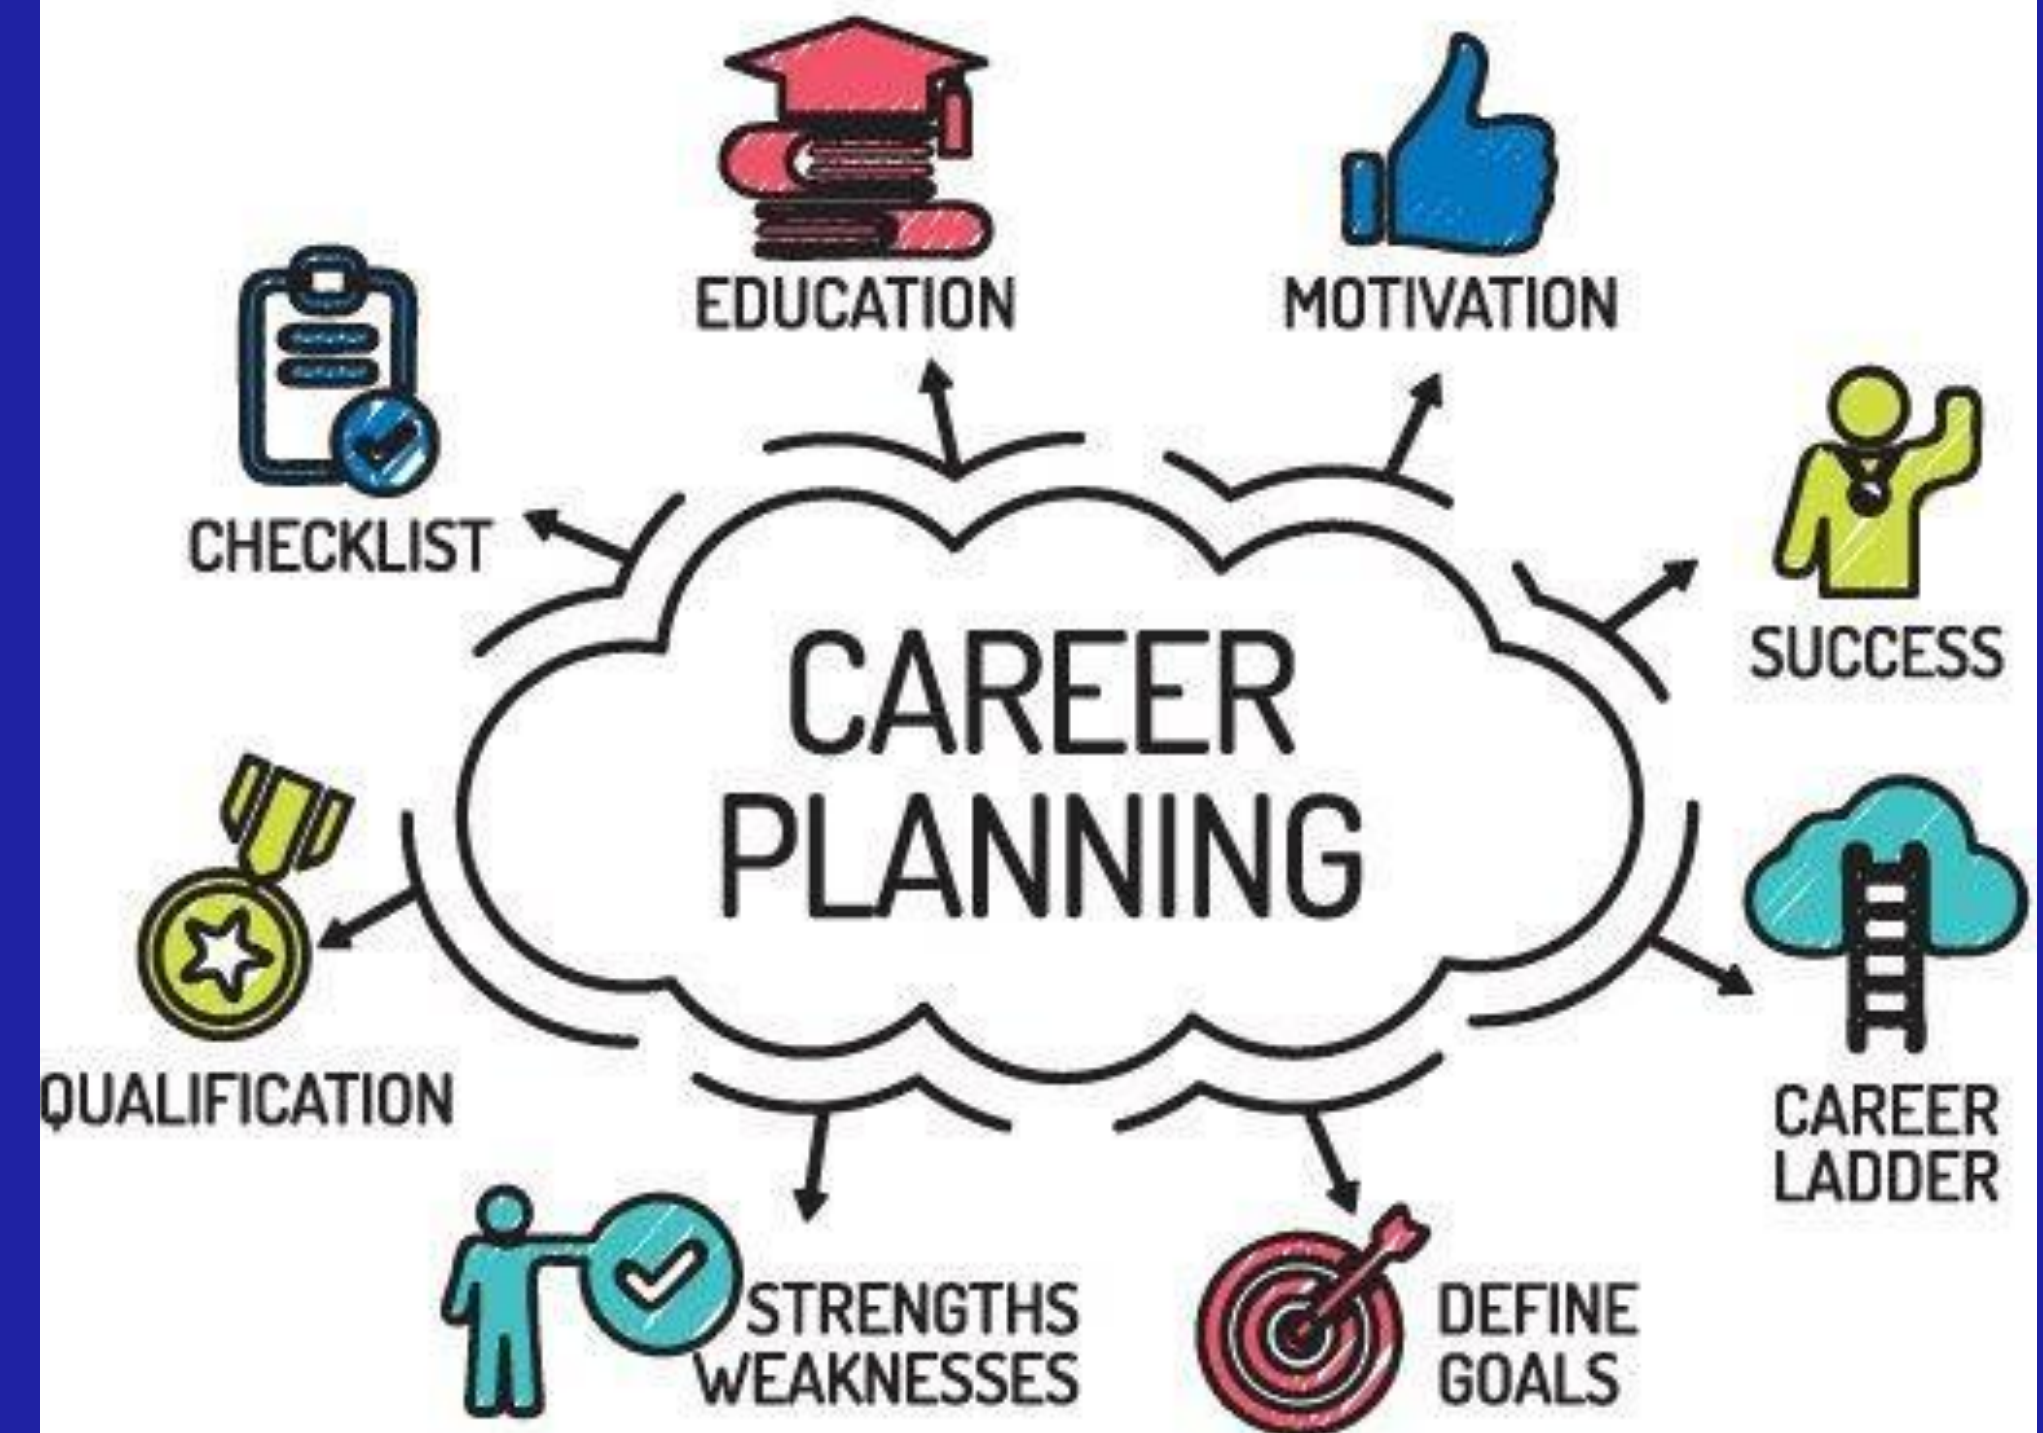 EDUCATION
MOTIVATION
CHECKLIST
SUCCESS
CAREER
PLANNING
QUALIFICATION
CAREER
LADDER
STRENGTHS
WEAKNESSES
DEFINE
GOALS